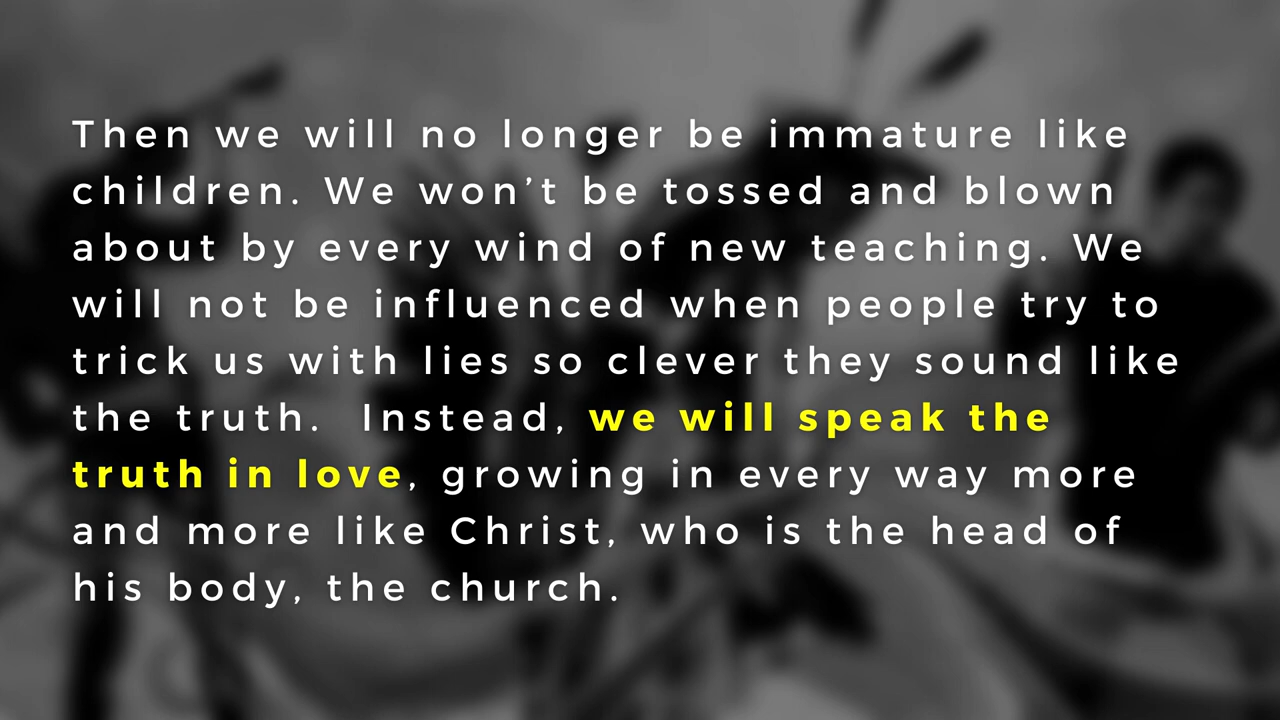 Then we will no longer be immature like
children. We won’t be tossed and blown
about by every wind of new teaching. We
will not be influenced when people try to
trick us with lies so clever they sound like
the truth.  Instead, we will speak the
truth in love, growing in every way more
and more like Christ, who is the head of
his body, the church.